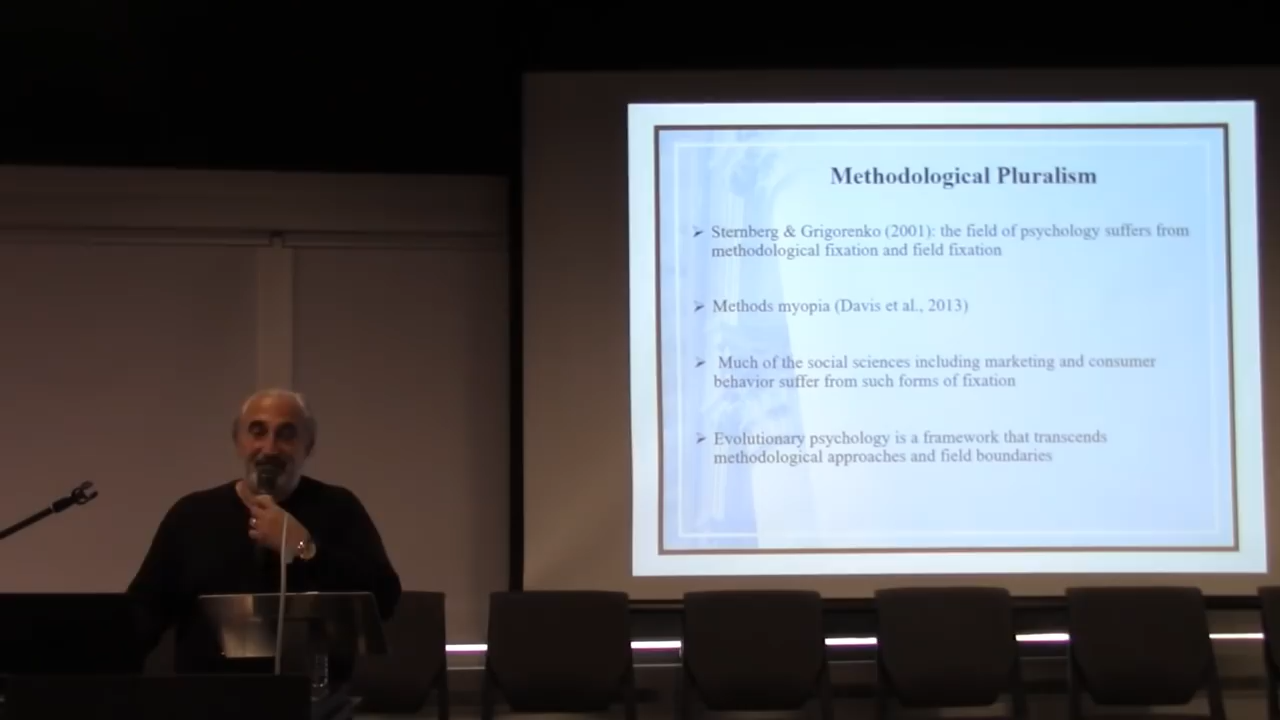 Methodological Pluralism
➢ Sternberg & Grigorenko (2001): the field of psychology suffers from
methodological fixation and field fixation
➢ Methods myopia (Davis et al., 2013)
➢ Much of the social sciences including marketing and consumer
behavior suffer from such forms of fixation
➢ Evolutionary psychology is a framework that transcends
methodological approaches and field boundaries